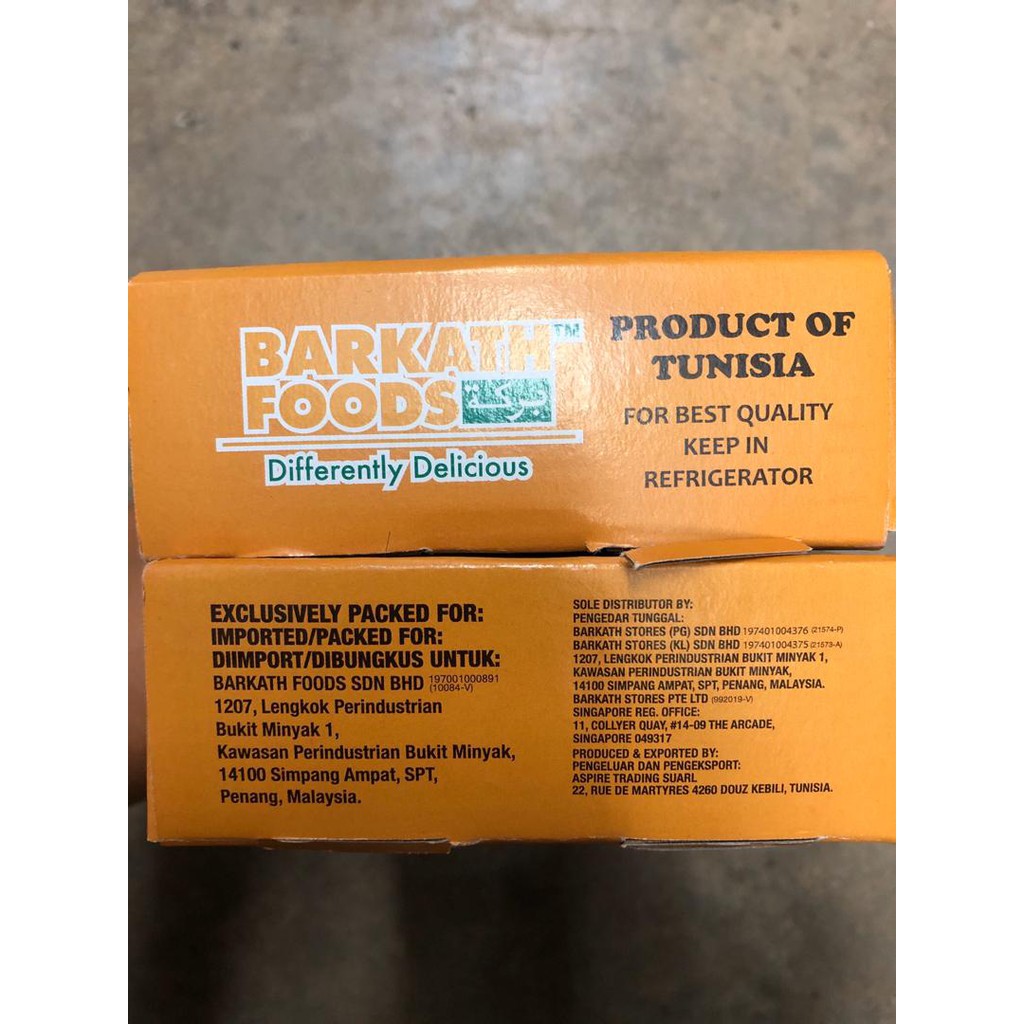 BARKATH™
FOODS بركة
Differently Delicious
PRODUCT OF
TUNISIA
FOR BEST QUALITY
KEEP IN
REFRIGERATOR
EXCLUSIVELY PACKED FOR:
IMPORTED/PACKED FOR:
DIIMPORT/DIBUNGKUS UNTUK:
BARKATH FOODS SDN BHD 197001000891 (10084-V)
1207, Lengkok Perindustrian
Bukit Minyak 1,
Kawasan Perindustrian Bukit Minyak,
14100 Simpang Ampat, SPT,
Penang, Malaysia.
SOLE DISTRIBUTOR BY:
PENGEDAR TUNGGAL:
BARKATH STORES (PG) SDN BHD 197401004376 (21574-P)
BARKATH STORES (KL) SDN BHD 197401004375 (21573-A)
1207, LENGKOK PERINDUSTRIAN BUKIT MINYAK 1,
KAWASAN PERINDUSTRIAN BUKIT MINYAK,
14100 SIMPANG AMPAT, SPT, PENANG, MALAYSIA.
BARKATH STORES PTE LTD (992019-V)
SINGAPORE REG. OFFICE:
11, COLLYER QUAY, #14-09 THE ARCADE,
SINGAPORE 049317
PRODUCED & EXPORTED BY:
PENGELUAR DAN PENGEKSPORT:
ASPIRE TRADING SUARL
22, RUE DE MARTYRES 4260 DOUZ KEBILI, TUNISIA.